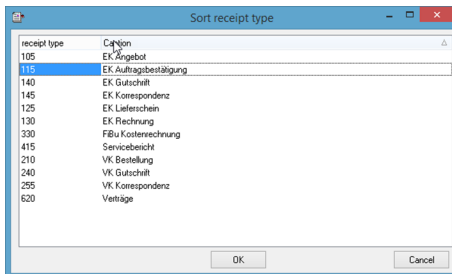 Sort receipt type
receipt type Caption
105 EK Angebot
115 EK Auftragsbestätigung
140 EK Gutschrift
145 EK Korrespondenz
125 EK Lieferschein
130 EK Rechnung
330 FiBu Kostenrechnung
415 Servicebericht
210 VK Bestellung
240 VK Gutschrift
255 VK Korrespondenz
620 Verträge
OK Cancel